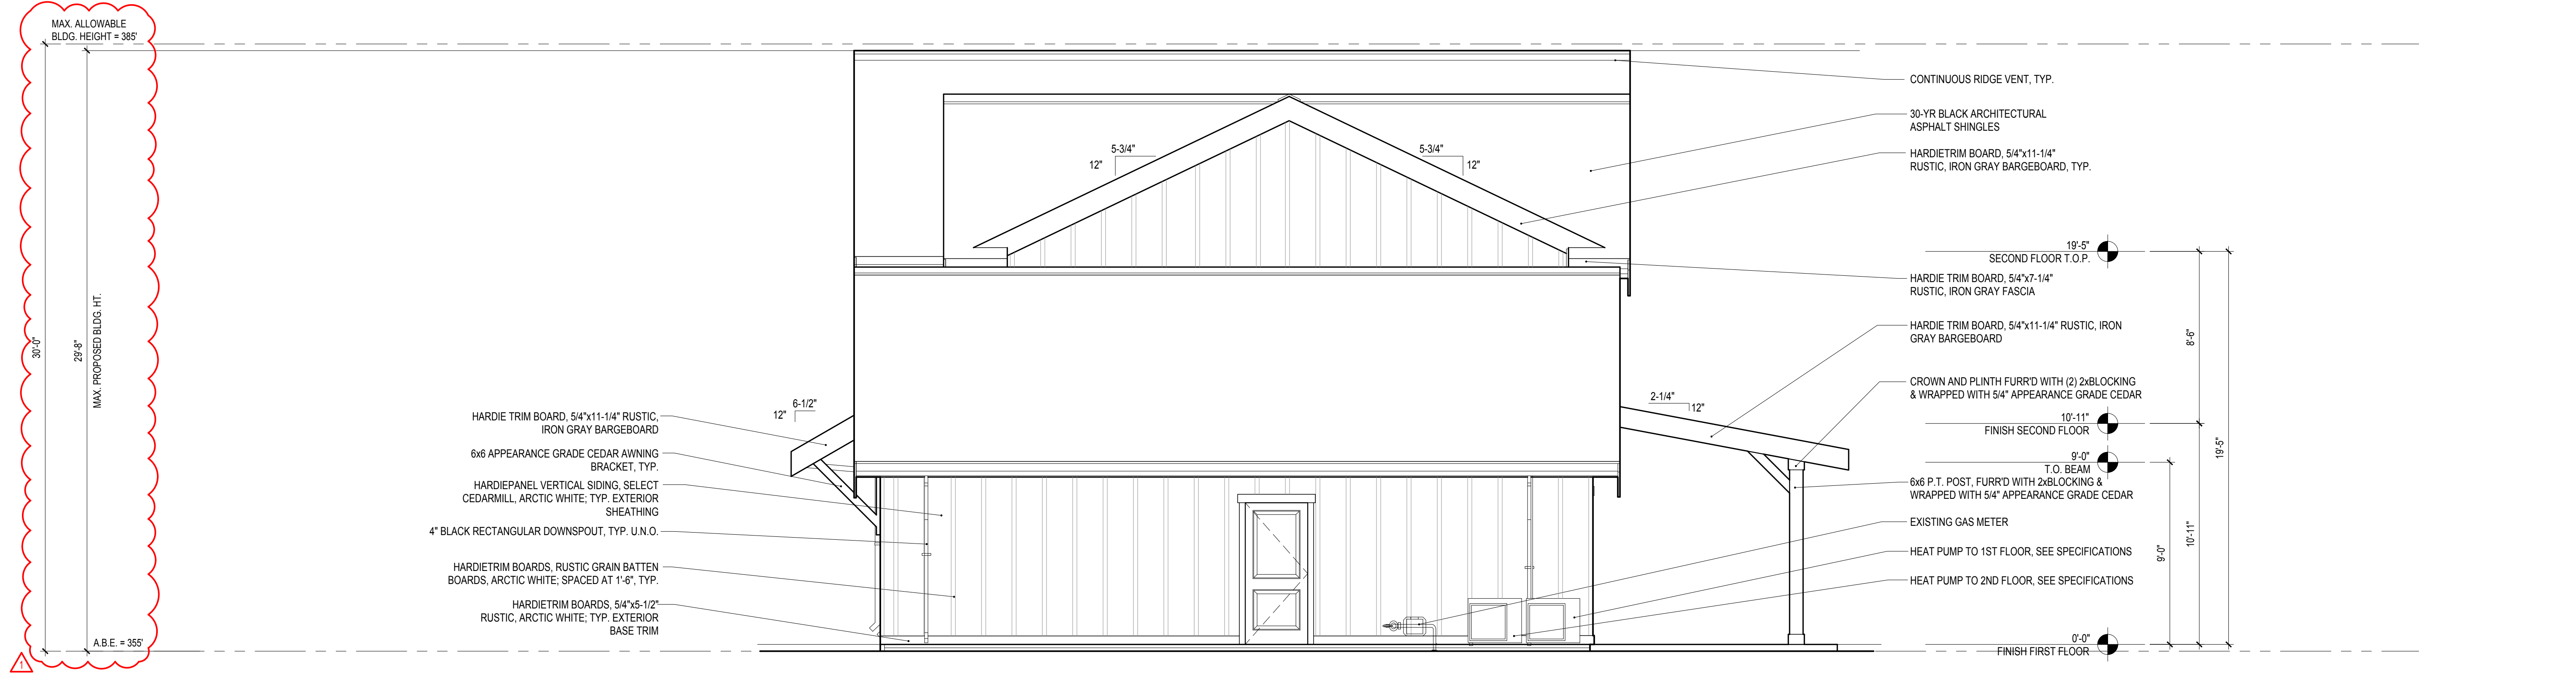 MAX. ALLOWABLE
BLDG. HEIGHT = 385'
30'-0"
29'-8"
MAX. PROPOSED BLDG. HT.
A.B.E. = 355'
1
5-3/4"
12"
5-3/4"
12"
6-1/2"
12"
2-1/4"
12"
HARDIE TRIM BOARD, 5/4"x11-1/4" RUSTIC,
IRON GRAY BARGEBOARD
6x6 APPEARANCE GRADE CEDAR AWNING
BRACKET, TYP.
HARDIEPANEL VERTICAL SIDING, SELECT
CEDARMILL, ARCTIC WHITE; TYP. EXTERIOR
SHEATHING
4" BLACK RECTANGULAR DOWNSPOUT, TYP. U.N.O.
HARDIETRIM BOARDS, RUSTIC GRAIN BATTEN
BOARDS, ARCTIC WHITE; SPACED AT 1'-6", TYP.
HARDIETRIM BOARDS, 5/4"x5-1/2"
RUSTIC, ARCTIC WHITE; TYP. EXTERIOR
BASE TRIM
CONTINUOUS RIDGE VENT, TYP.
30-YR BLACK ARCHITECTURAL
ASPHALT SHINGLES
HARDIETRIM BOARD, 5/4"x11-1/4"
RUSTIC, IRON GRAY BARGEBOARD, TYP.
19'-5"
SECOND FLOOR T.O.P.
HARDIE TRIM BOARD, 5/4"x7-1/4"
RUSTIC, IRON GRAY FASCIA
HARDIE TRIM BOARD, 5/4"x11-1/4" RUSTIC, IRON
GRAY BARGEBOARD
CROWN AND PLINTH FURR'D WITH (2) 2xBLOCKING
& WRAPPED WITH 5/4" APPEARANCE GRADE CEDAR
10'-11"
FINISH SECOND FLOOR
9'-0"
T.O. BEAM
6x6 P.T. POST, FURR'D WITH 2xBLOCKING &
WRAPPED WITH 5/4" APPEARANCE GRADE CEDAR
EXISTING GAS METER
HEAT PUMP TO 1ST FLOOR, SEE SPECIFICATIONS
HEAT PUMP TO 2ND FLOOR, SEE SPECIFICATIONS
0'-0"
FINISH FIRST FLOOR
9'-0"
8'-6"
10'-11"
19'-5"